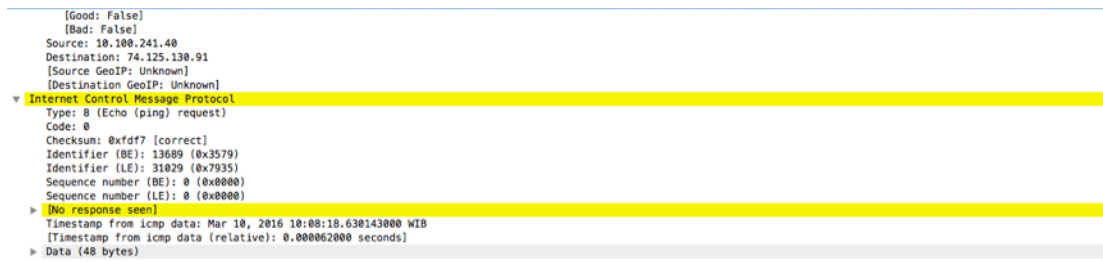 [Good: False]
[Bad: False]
Source: 10.100.241.40
Destination: 74.125.130.91
[Source GeoIP: Unknown]
[Destination GeoIP: Unknown]
Internet Control Message Protocol
Type: 8 (Echo (ping) request)
Code: 0
Checksum: 0xfdf7 [correct]
Identifier (BE): 13689 (0x3579)
Identifier (LE): 31029 (0x7935)
Sequence number (BE): 0 (0x0000)
Sequence number (LE): 0 (0x0000)
[No response seen]
Timestamp from icmp data: Mar 10, 2016 10:08:18.630143000 WIB
[Timestamp from icmp data (relative): 0.000062000 seconds]
Data (48 bytes)